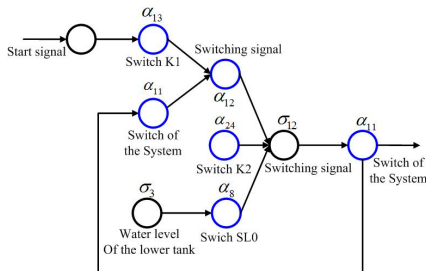 α13
Start signal
Switch K1
Switching signal
α11
α12
Switch of
the System
α24
σ12
α11
Switch K2
Switching signal
Switch of
the System
σ3
α8
Water level
Of the lower tank
Swich SL0